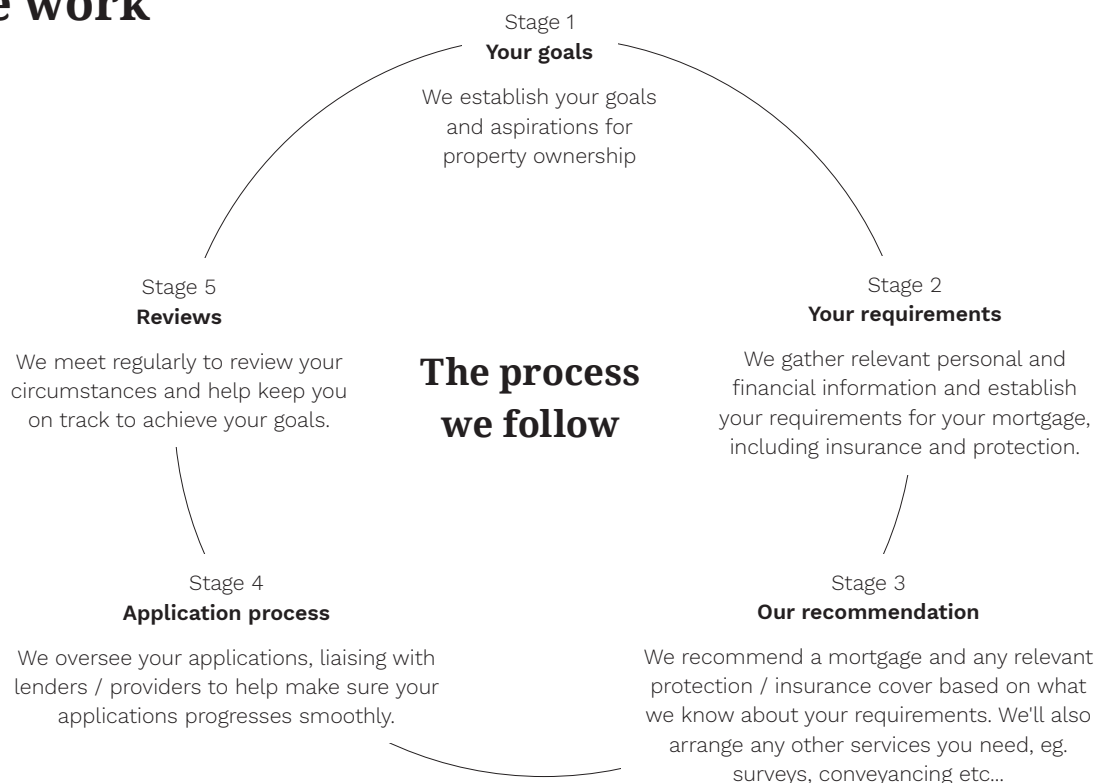 work
Stage 1
Your goals
We establish your goals
and aspirations for
property ownership
Stage 2
Your requirements
We gather relevant personal and
financial information and establish
your requirements for your mortgage,
including insurance and protection.
Stage 3
Our recommendation
We recommend a mortgage and any relevant
protection / insurance cover based on what
we know about your requirements. We'll also
arrange any other services you need, eg.
surveys, conveyancing etc...
Stage 4
Application process
We oversee your applications, liaising with
lenders / providers to help make sure your
applications progresses smoothly.
Stage 5
Reviews
We meet regularly to review your
circumstances and help keep you
on track to achieve your goals.
The process
we follow